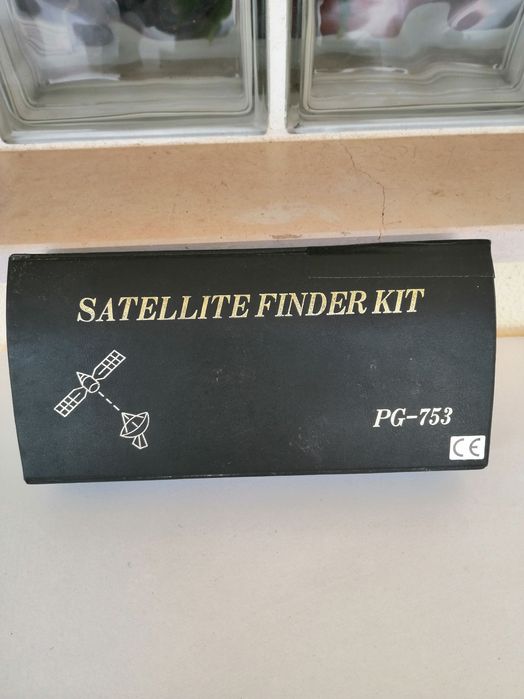 SATELLITE FINDER KIT
PG-753
CE